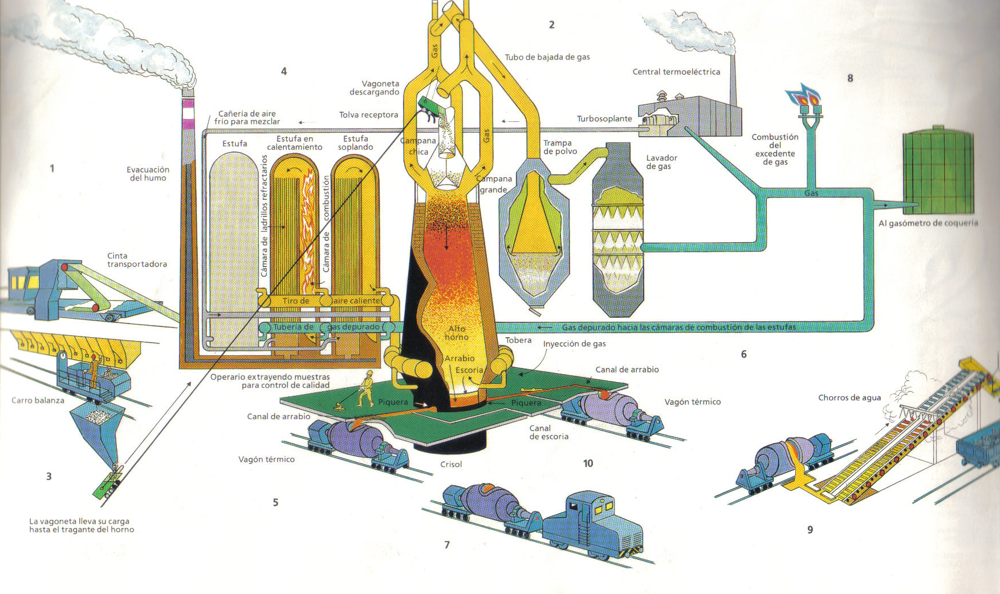 2
Tubo de bajada de gas
Central termoeléctrica
8
4
Gas
Vagoneta
descargando
Cañería de aire
frío para mezclar
Tolva receptora
Turbosoplante
Estufa
Estufa en
calentamiento
Estufa
soplando
Campana
chica
Gas
Trampa
de polvo
Lavador
de gas
Combustión
del
excedente
de gas
1
Evacuación
del humo
Cámara de ladrillos refractarios
Cámara de combustión
Campana
grande
Gas
Al gasómetro de coquería
Cinta
transportadora
Tiro de aire caliente
Tubería de gas depurado
Alto
horno
Gas depurado hacia las cámaras de combustión de las estufas
Tobera
Inyección de gas
6
Arrabio
Escoria
Canal de arrabio
Operario extrayendo muestras
para control de calidad
Carro balanza
Piquera
Piquera
Vagón térmico
Chorros de agua
Canal de arrabio
Canal
de escoria
Vagón térmico
Crisol
10
3
5
La vagoneta lleva su carga
hasta el tragante del horno
7
9